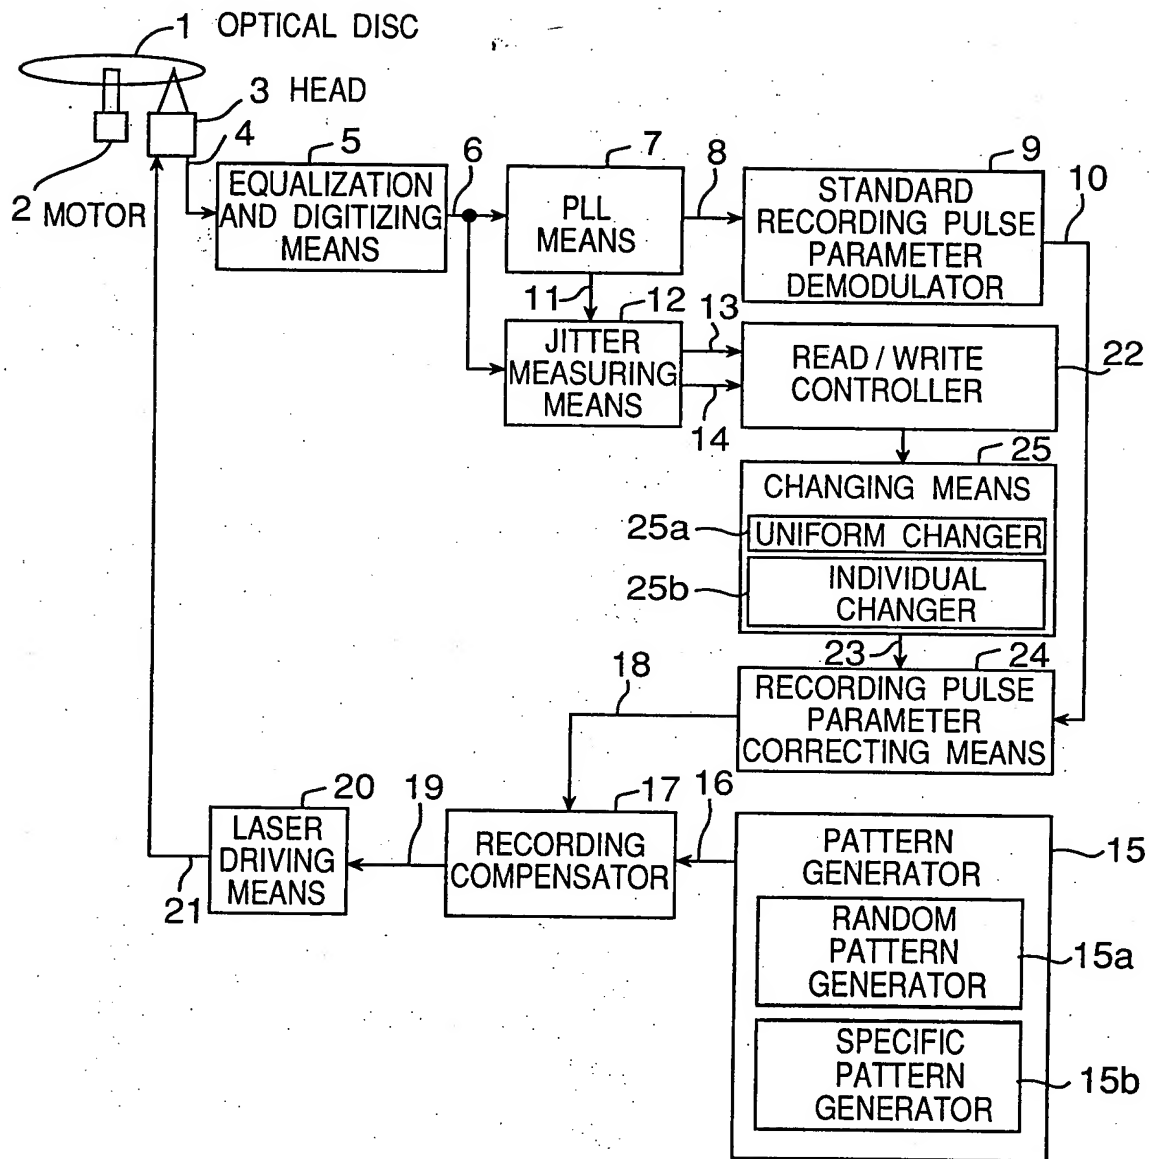 1 OPTICAL DISC
3 HEAD
4
2 MOTOR
5
EQUALIZATION
AND DIGITIZING
MEANS
6
7
PLL
MEANS
8
9
STANDARD
RECORDING PULSE
PARAMETER
DEMODULATOR
10
11
12
JITTER
MEASURING
MEANS
13
14
READ / WRITE
CONTROLLER
22
25
CHANGING MEANS
25a
UNIFORM CHANGER
25b
INDIVIDUAL
CHANGER
23
24
RECORDING PULSE
PARAMETER
CORRECTING MEANS
18
20
LASER
DRIVING
MEANS
21
19
17
RECORDING
COMPENSATOR
16
PATTERN
GENERATOR
15
RANDOM
PATTERN
GENERATOR
15a
SPECIFIC
PATTERN
GENERATOR
15b